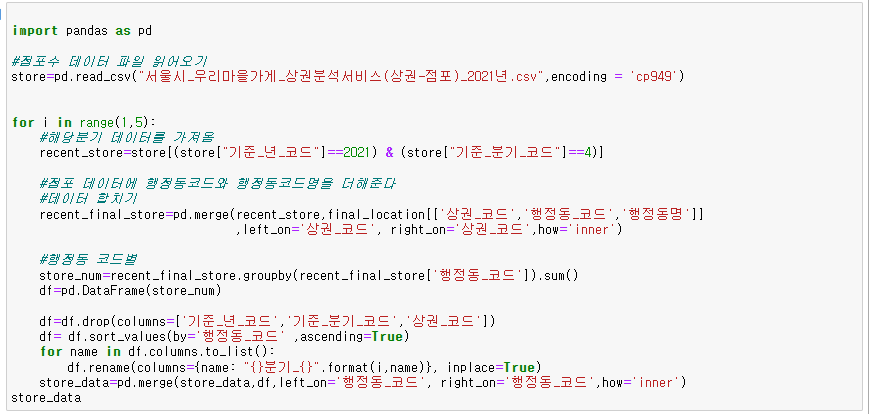 import pandas as pd
#점포수 데이터 파일 읽어오기
store=pd.read_csv("서울시_우리마을가게_상권분석서비스(상권-점포)_2021년.csv",encoding = 'cp949')
for i in range(1,5):
    #해당분기 데이터를 가져옴
    recent_store=store[(store["기준_년_코드"]==2021) & (store["기준_분기_코드"]==4)]
    #점포 데이터에 행정동코드와 행정동코드명을 더해준다
    #데이터 합치기
    recent_final_store=pd.merge(recent_store,final_location[['상권_코드','행정동_코드','행정동명']]
                                ,left_on='상권_코드', right_on='상권_코드',how='inner')
    #행정동 코드별
    store_num=recent_final_store.groupby(recent_final_store['행정동_코드']).sum()
    df=pd.DataFrame(store_num)
    df=df.drop(columns=['기준_년_코드','기준_분기_코드','상권_코드'])
    df= df.sort_values(by='행정동_코드' ,ascending=True)
    for name in df.columns.to_list():
        df.rename(columns={name: "{}분기_{}".format(i,name)}, inplace=True)
    store_data=pd.merge(store_data,df,left_on='행정동_코드', right_on='행정동_코드',how='inner')
store_data